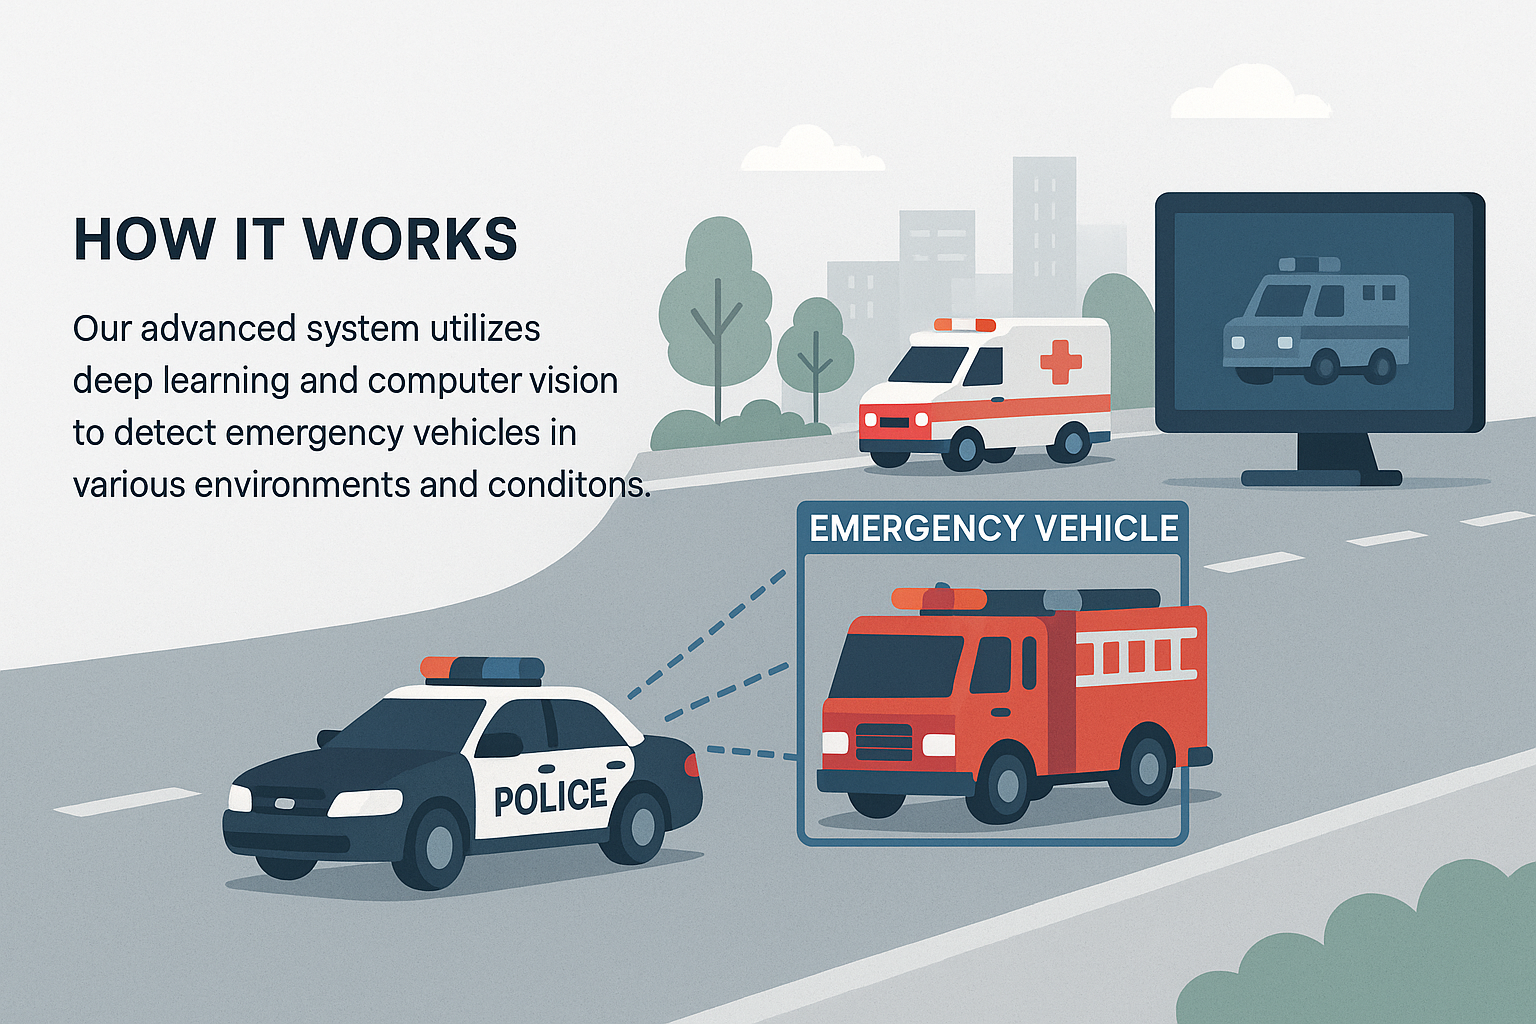 HOW IT WORKS
Our advanced system utilizes
deep learning and computer vision
to detect emergency vehicles in
various environments and conditons.
EMERGENCY VEHICLE
POLICE